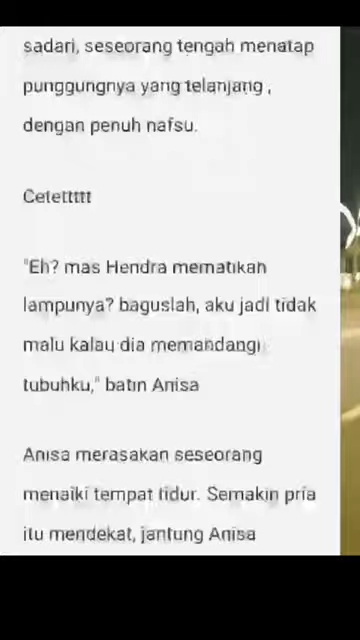 sadari, seseorang tengah menatap
punggungnya yang telanjang ,
dengan penuh nafsu.
Cetettttt
"Eh? mas Hendra mematikan
lampunya? baguslah, aku jadi tidak
malu kalau dia memandangi
tubuhku," batin Anisa
Anisa merasakan seseorang
menaiki tempat tidur. Semakin pria
itu mendekat, jantung Anisa